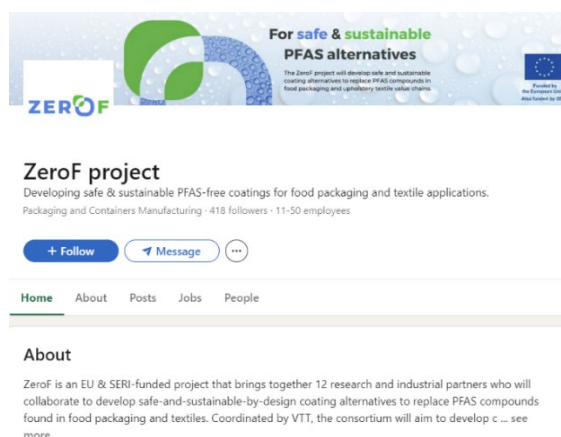 For safe & sustainable
PFAS alternatives
The ZeroF project will develop safe and sustainable
coating alternatives to replace PFAS compounds in
food packaging and upholstery textile value chains
Funded by
the European Uni
Also funded by SE
ZEROF
ZeroF project
Developing safe & sustainable PFAS-free coatings for food packaging and textile applications.
Packaging and Containers Manufacturing · 418 followers · 11-50 employees
+ Follow
Message
Home About Posts Jobs People
About
ZeroF is an EU & SERI-funded project that brings together 12 research and industrial partners who will
collaborate to develop safe-and-sustainable-by-design coating alternatives to replace PFAS compounds
found in food packaging and textiles. Coordinated by VTT, the consortium will aim to develop c ... see
more